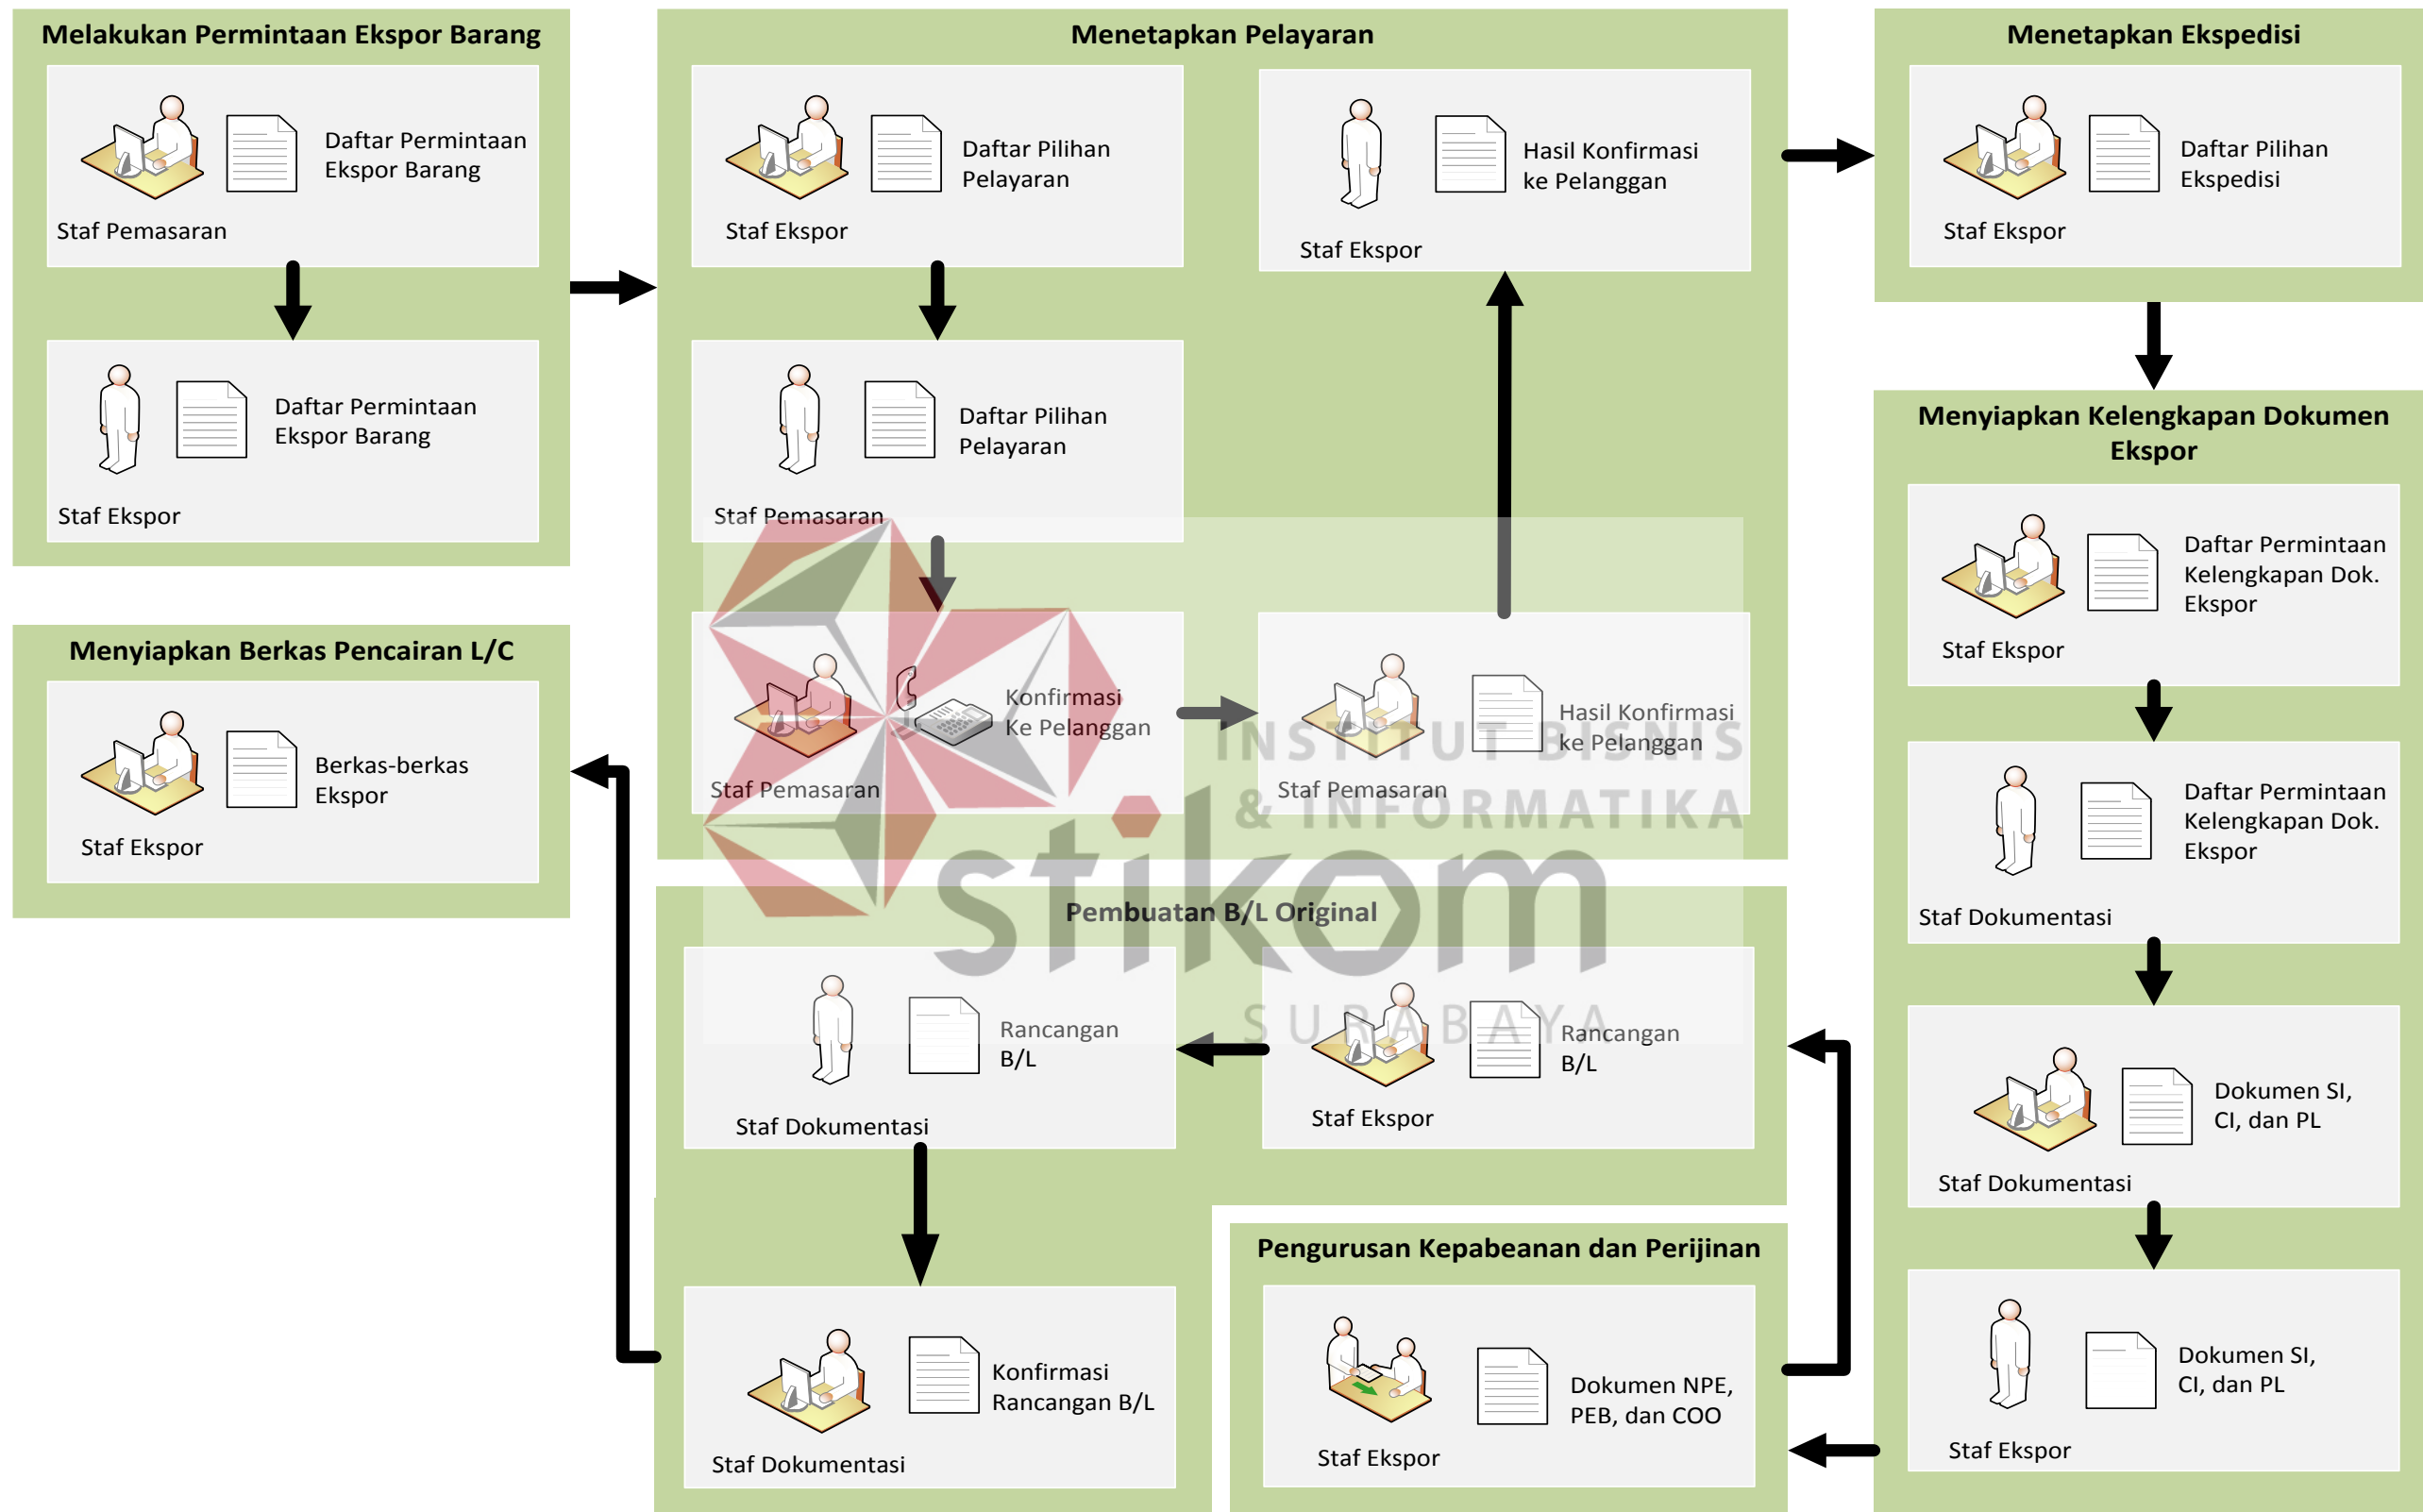 Melakukan Permintaan Ekspor Barang
Daftar Permintaan
Ekspor Barang
Staf Pemasaran
Daftar Permintaan
Ekspor Barang
Staf Ekspor
Menetapkan Pelayaran
Daftar Pilihan
Pelayaran
Staf Ekspor
Daftar Pilihan
Pelayaran
Staf Pemasaran
Konfirmasi
Ke Pelanggan
Staf Pemasaran
Hasil Konfirmasi
ke Pelanggan
Staf Pemasaran
Hasil Konfirmasi
ke Pelanggan
Staf Ekspor
Menetapkan Ekspedisi
Daftar Pilihan
Ekspedisi
Staf Ekspor
Menyiapkan Kelengkapan Dokumen
Ekspor
Daftar Permintaan
Kelengkapan Dok.
Ekspor
Staf Ekspor
Daftar Permintaan
Kelengkapan Dok.
Ekspor
Staf Dokumentasi
Dokumen SI,
CI, dan PL
Staf Dokumentasi
Dokumen SI,
CI, dan PL
Staf Ekspor
Pengurusan Kepabeanan dan Perijinan
Dokumen NPE,
PEB, dan COO
Staf Ekspor
Pembuatan B/L Original
Rancangan
B/L
Staf Ekspor
Rancangan
B/L
Staf Dokumentasi
Konfirmasi
Rancangan B/L
Staf Dokumentasi
Menyiapkan Berkas Pencairan L/C
Berkas-berkas
Ekspor
Staf Ekspor
INSTITUT BISNIS
& INFORMATIKA
stikom
SURABAYA